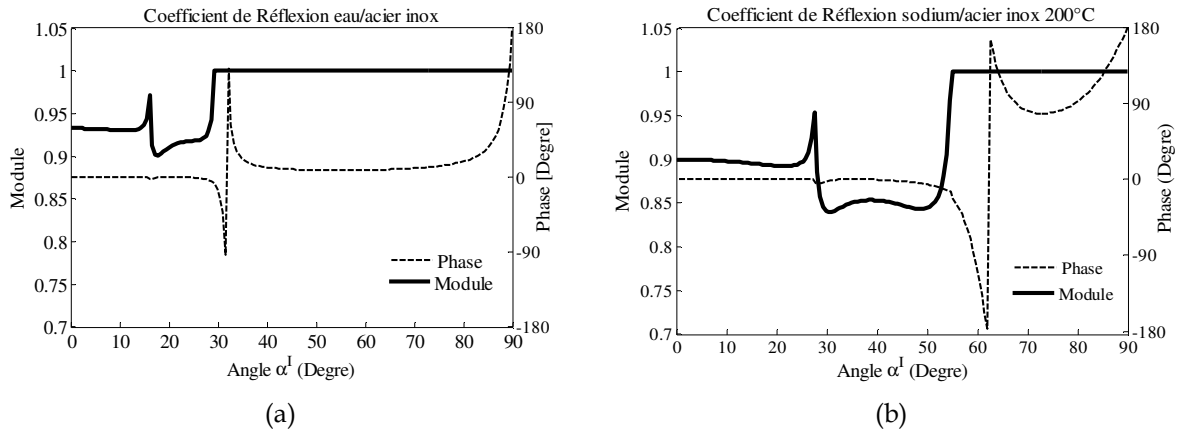 Coefficient de Réflexion eau/acier inox
1.05
1
0.95
0.9
0.85
0.8
0.75
0.7
Module
180
90
0
-90
-180
Phase [Degré]
Phase
Module
0 10 20 30 40 50 60 70 80 90
Angle α^I (Degre)
(a)
Coefficient de Réflexion sodium/acier inox 200°C
1.05
1
0.95
0.9
0.85
0.8
0.75
0.7
Module
180
90
0
-90
-180
Phase (Degré)
Phase
Module
0 10 20 30 40 50 60 70 80 90
Angle α^I (Degre)
(b)